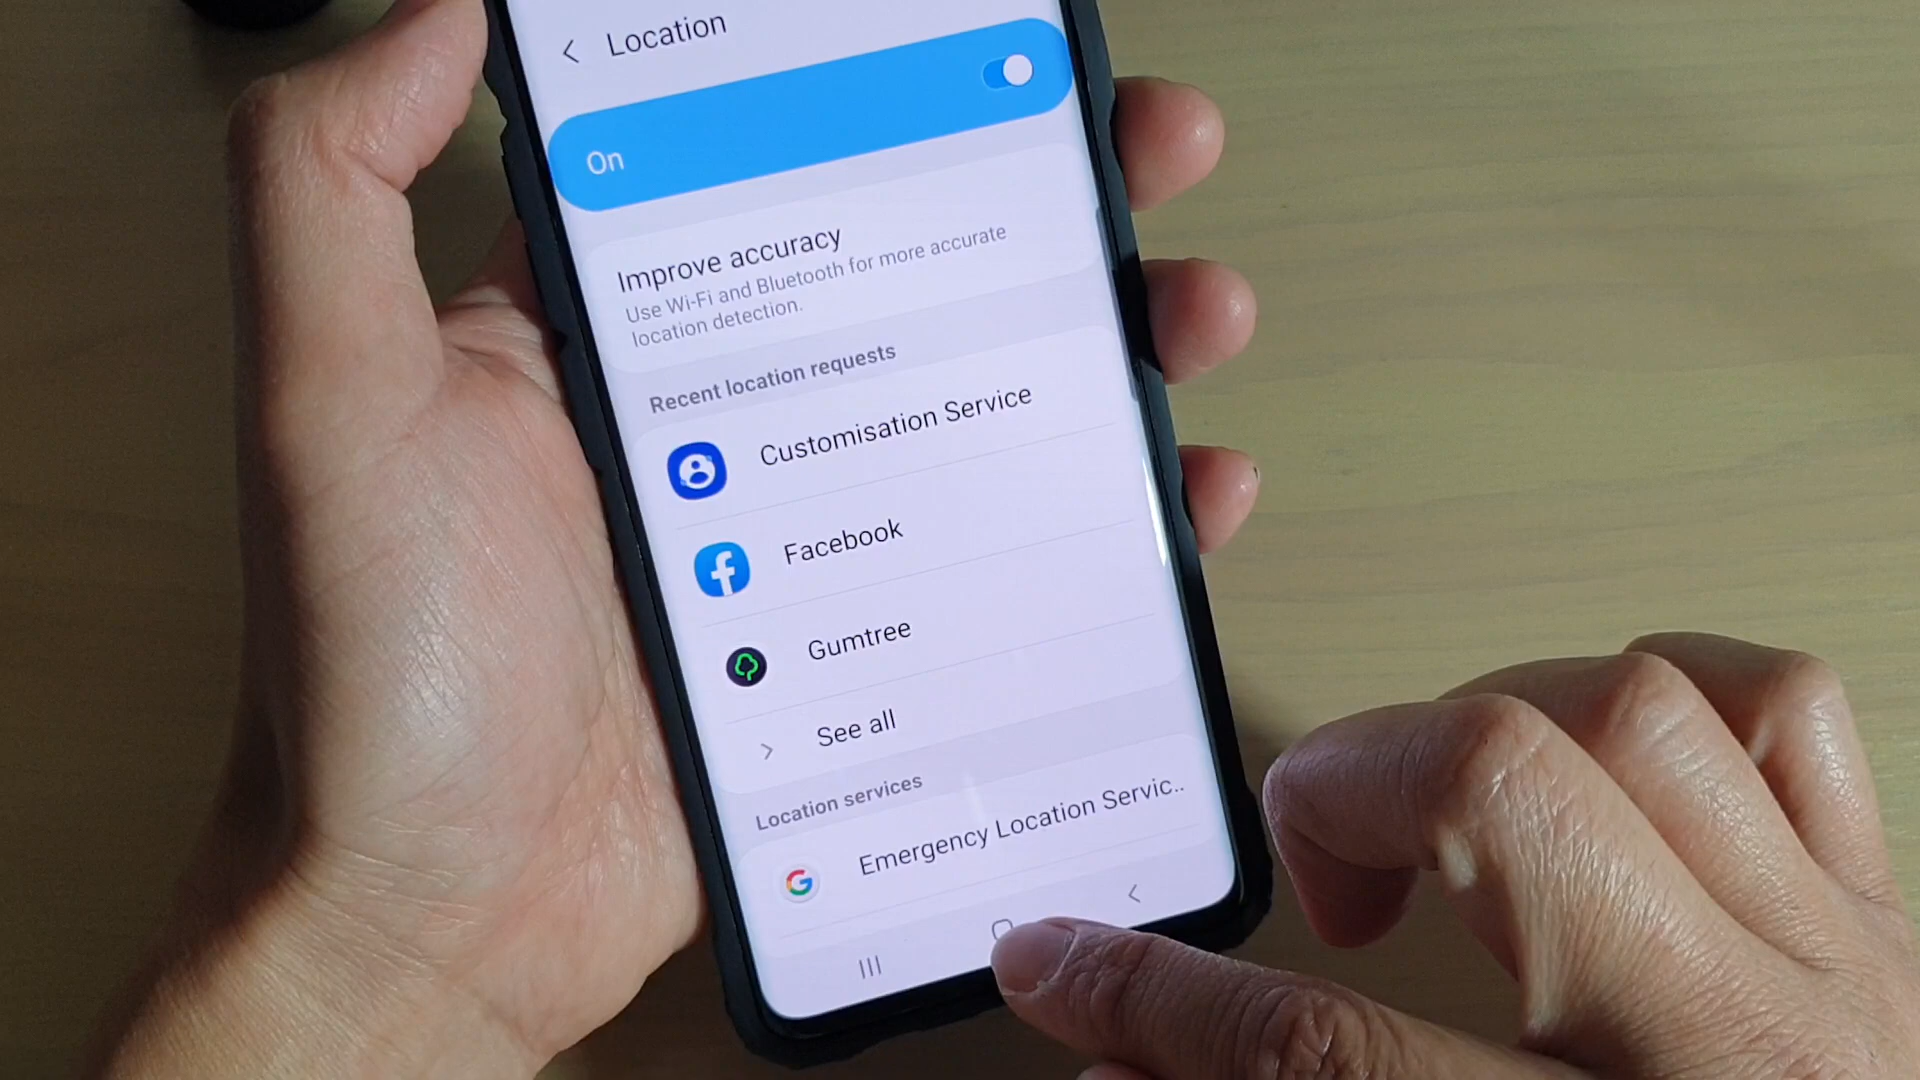 Location
On
Improve accuracy
Use Wi-Fi and Bluetooth for more accurate
location detection.
Recent location requests
Customisation Service
Facebook
Gumtree
See all
Location services
Emergency Location Servic..